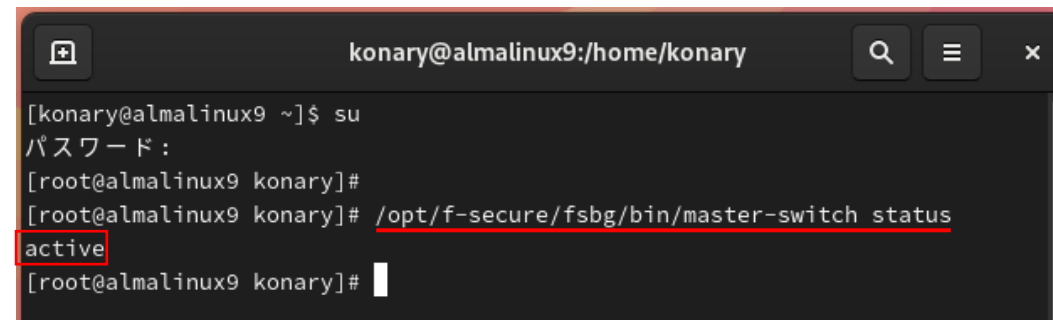 konary@almalinux9:/home/konary
[konary@almalinux9 ~]$ su
パスワード:
[root@almalinux9 konary]#
[root@almalinux9 konary]# /opt/f-secure/fsbg/bin/master-switch status
active
[root@almalinux9 konary]#